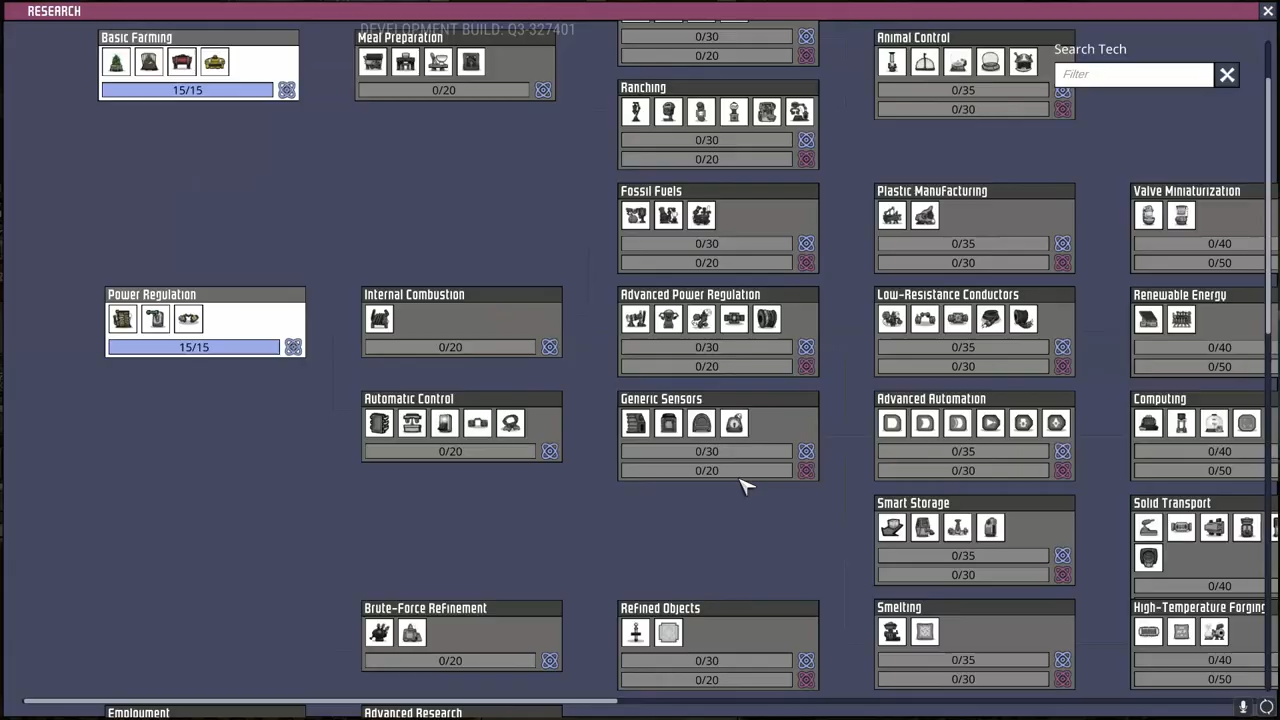 RESEARCH
DEVELOPMENT BUILD: Q3-327401
Basic Farming
15/15
Meal Preparation
0/20
0/30
0/20
Animal Control
0/35
0/30
Search Tech
Filter
Ranching
0/30
0/20
Fossil Fuels
0/30
0/20
Plastic Manufacturing
0/35
0/30
Valve Miniaturization
0/40
0/50
Power Regulation
15/15
Internal Combustion
0/20
Advanced Power Regulation
0/30
0/20
Low-Resistance Conductors
0/35
0/30
Renewable Energy
0/40
0/50
Automatic Control
0/20
Generic Sensors
0/30
0/20
Advanced Automation
0/35
0/30
Computing
0/40
0/50
Smart Storage
0/35
0/30
Solid Transport
0/40
Brute-Force Refinement
0/20
Refined Objects
0/30
0/20
Smelting
0/35
0/30
High-Temperature Forging
0/40
0/50
Employment
Advanced Research